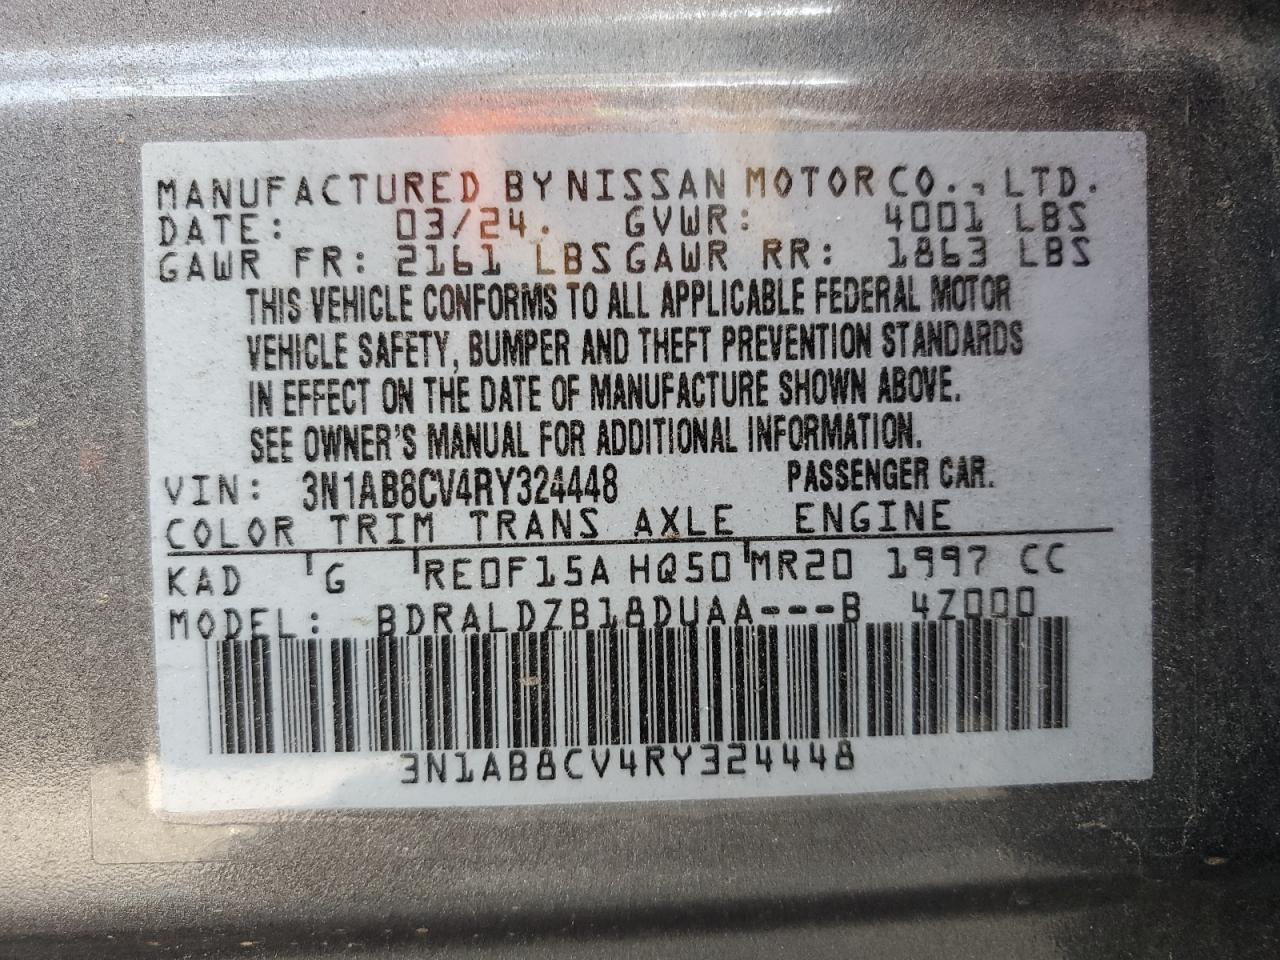 MANUFACTURED BY NISSAN MOTOR CO., LTD.
DATE: 03/24. GVWR: 4001 LBS
GAWR FR: 2161 LBS GAWR RR: 1863 LBS
THIS VEHICLE CONFORMS TO ALL APPLICABLE FEDERAL MOTOR
VEHICLE SAFETY, BUMPER AND THEFT PREVENTION STANDARDS
IN EFFECT ON THE DATE OF MANUFACTURE SHOWN ABOVE.
SEE OWNER'S MANUAL FOR ADDITIONAL INFORMATION.
VIN: 3N1AB8CV4RY324448 PASSENGER CAR.
COLOR TRIM TRANS AXLE ENGINE
KAD G RE0F15A HQ50 MR20 1997 CC
MODEL: BDRALDZB18DUAA---B 4Z000
3N1AB8CV4RY324448